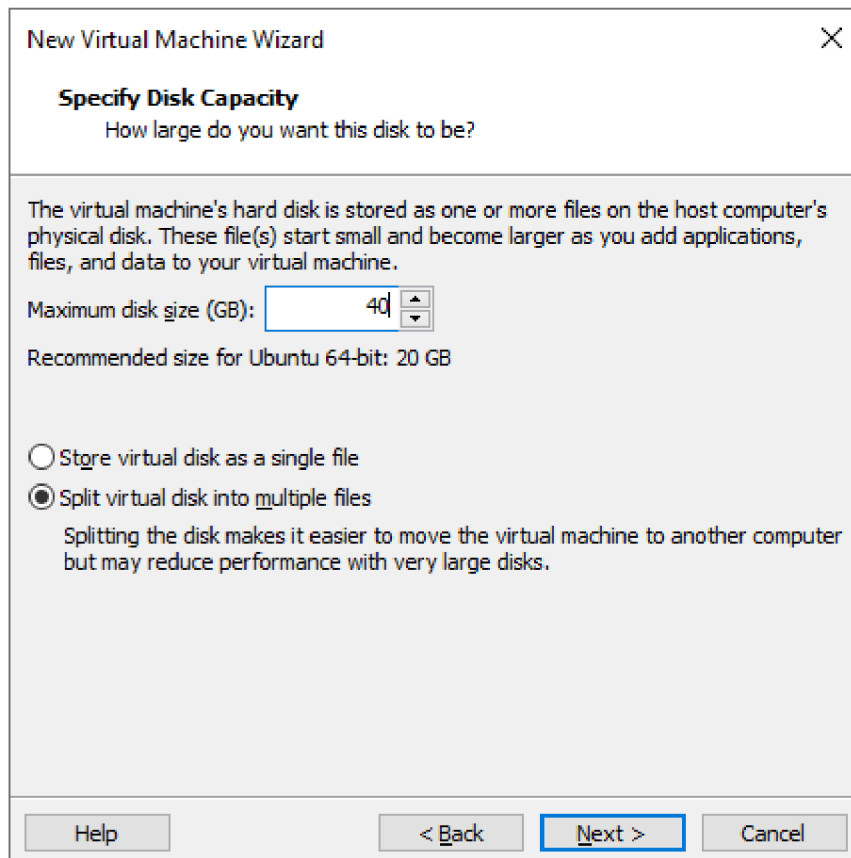 New Virtual Machine Wizard
Specify Disk Capacity
How large do you want this disk to be?
The virtual machine's hard disk is stored as one or more files on the host computer's
physical disk. These file(s) start small and become larger as you add applications,
files, and data to your virtual machine.
Maximum disk size (GB): 40
Recommended size for Ubuntu 64-bit: 20 GB
Store virtual disk as a single file
Split virtual disk into multiple files
Splitting the disk makes it easier to move the virtual machine to another computer
but may reduce performance with very large disks.
Help < Back Next > Cancel